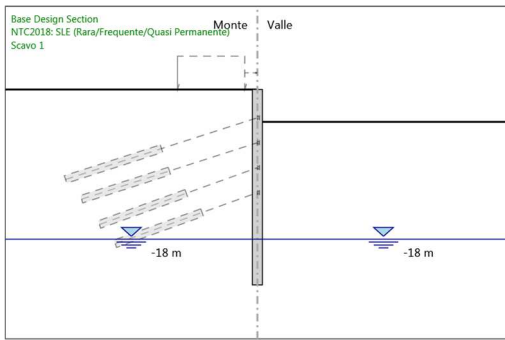 Base Design Section
NTC2018: SLE (Rara/Frequente/Quasi Permanente)
Scavo 1
Monte
Valle
-18 m
-18 m